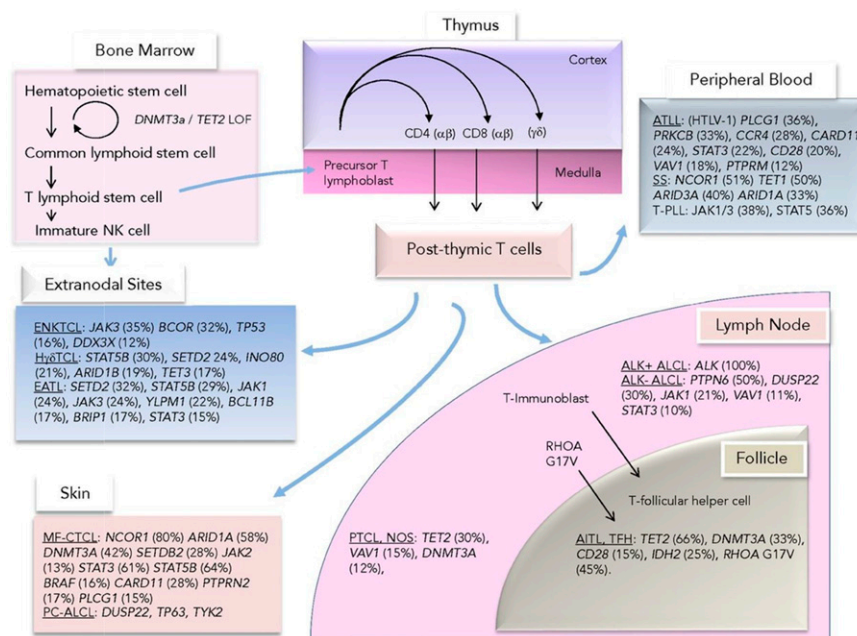 Bone Marrow
Hematopoietic stem cell
DNMT3a / TET2 LOF
Common lymphoid stem cell
T lymphoid stem cell
Immature NK cell
Thymus
Cortex
CD4 (αβ)
CD8 (αβ)
(γδ)
Precursor T
lymphoblast
Medulla
Post-thymic T cells
Peripheral Blood
ATLL: (HTLV-1) PLCG1 (36%),
PRKCB (33%), CCR4 (28%), CARD11
(24%), STAT3 (22%), CD28 (20%),
VAV1 (18%), PTPRM (12%)
SS: NCOR1 (51%) TET1 (50%)
ARID3A (40%) ARID1A (33%)
T-PLL: JAK1/3 (38%), STAT5 (36%)
Extranodal Sites
ENKTCL: JAK3 (35%) BCOR (32%), TP53
(16%), DDX3X (12%)
HγδTCL: STAT5B (30%), SETD2 24%, INO80
(21%), ARID1B (19%), TET3 (17%)
EATL: SETD2 (32%), STAT5B (29%), JAK1
(24%), JAK3 (24%), YLPM1 (22%), BCL11B
(17%), BRIP1 (17%), STAT3 (15%)
Skin
MF-CTCL: NCOR1 (80%) ARID1A (58%)
DNMT3A (42%) SETDB2 (28%) JAK2
(13%) STAT3 (61%) STAT5B (64%)
BRAF (16%) CARD11 (28%) PTPRN2
(17%) PLCG1 (15%)
PC-ALCL: DUSP22, TP63, TYK2
Lymph Node
ALK+ ALCL: ALK (100%)
ALK- ALCL: PTPN6 (50%), DUSP22
(30%), JAK1 (21%), VAV1 (11%),
STAT3 (10%)
T-Immunoblast
RHOA
G17V
Follicle
T-follicular helper cell
PTCL, NOS: TET2 (30%),
VAV1 (15%), DNMT3A
(12%),
AITL, TFH: TET2 (66%), DNMT3A (33%),
CD28 (15%), IDH2 (25%), RHOA G17V
(45%).